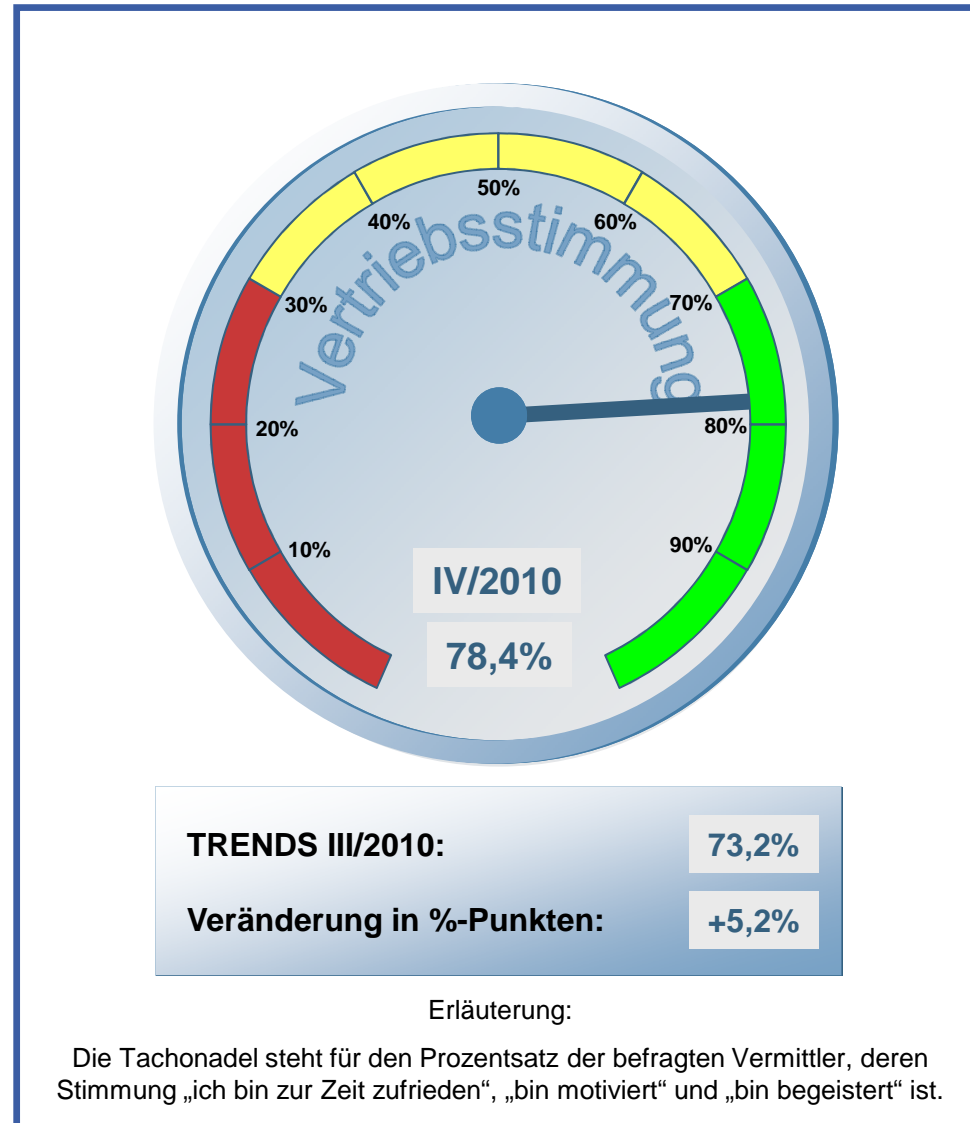 50%
40%
60%
Vertriebsstimmung
30%
70%
20%
80%
10%
90%
IV/2010
78,4%
TRENDS III/2010: 73,2%
Veränderung in %-Punkten: +5,2%
Erläuterung:
Die Tachonadel steht für den Prozentsatz der befragten Vermittler, deren
Stimmung „ich bin zur Zeit zufrieden“, „bin motiviert“ und „bin begeistert“ ist.